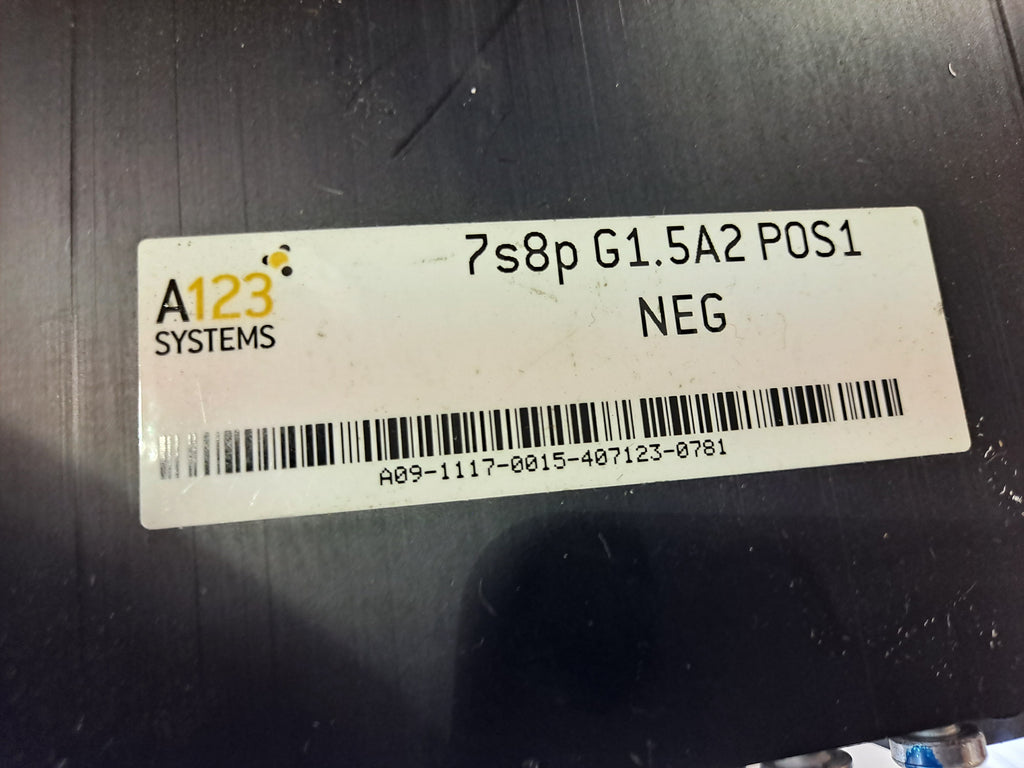 7s8p G1.5A2 POS1
NEG
A123
SYSTEMS
A09-1117-0015-407123-0781